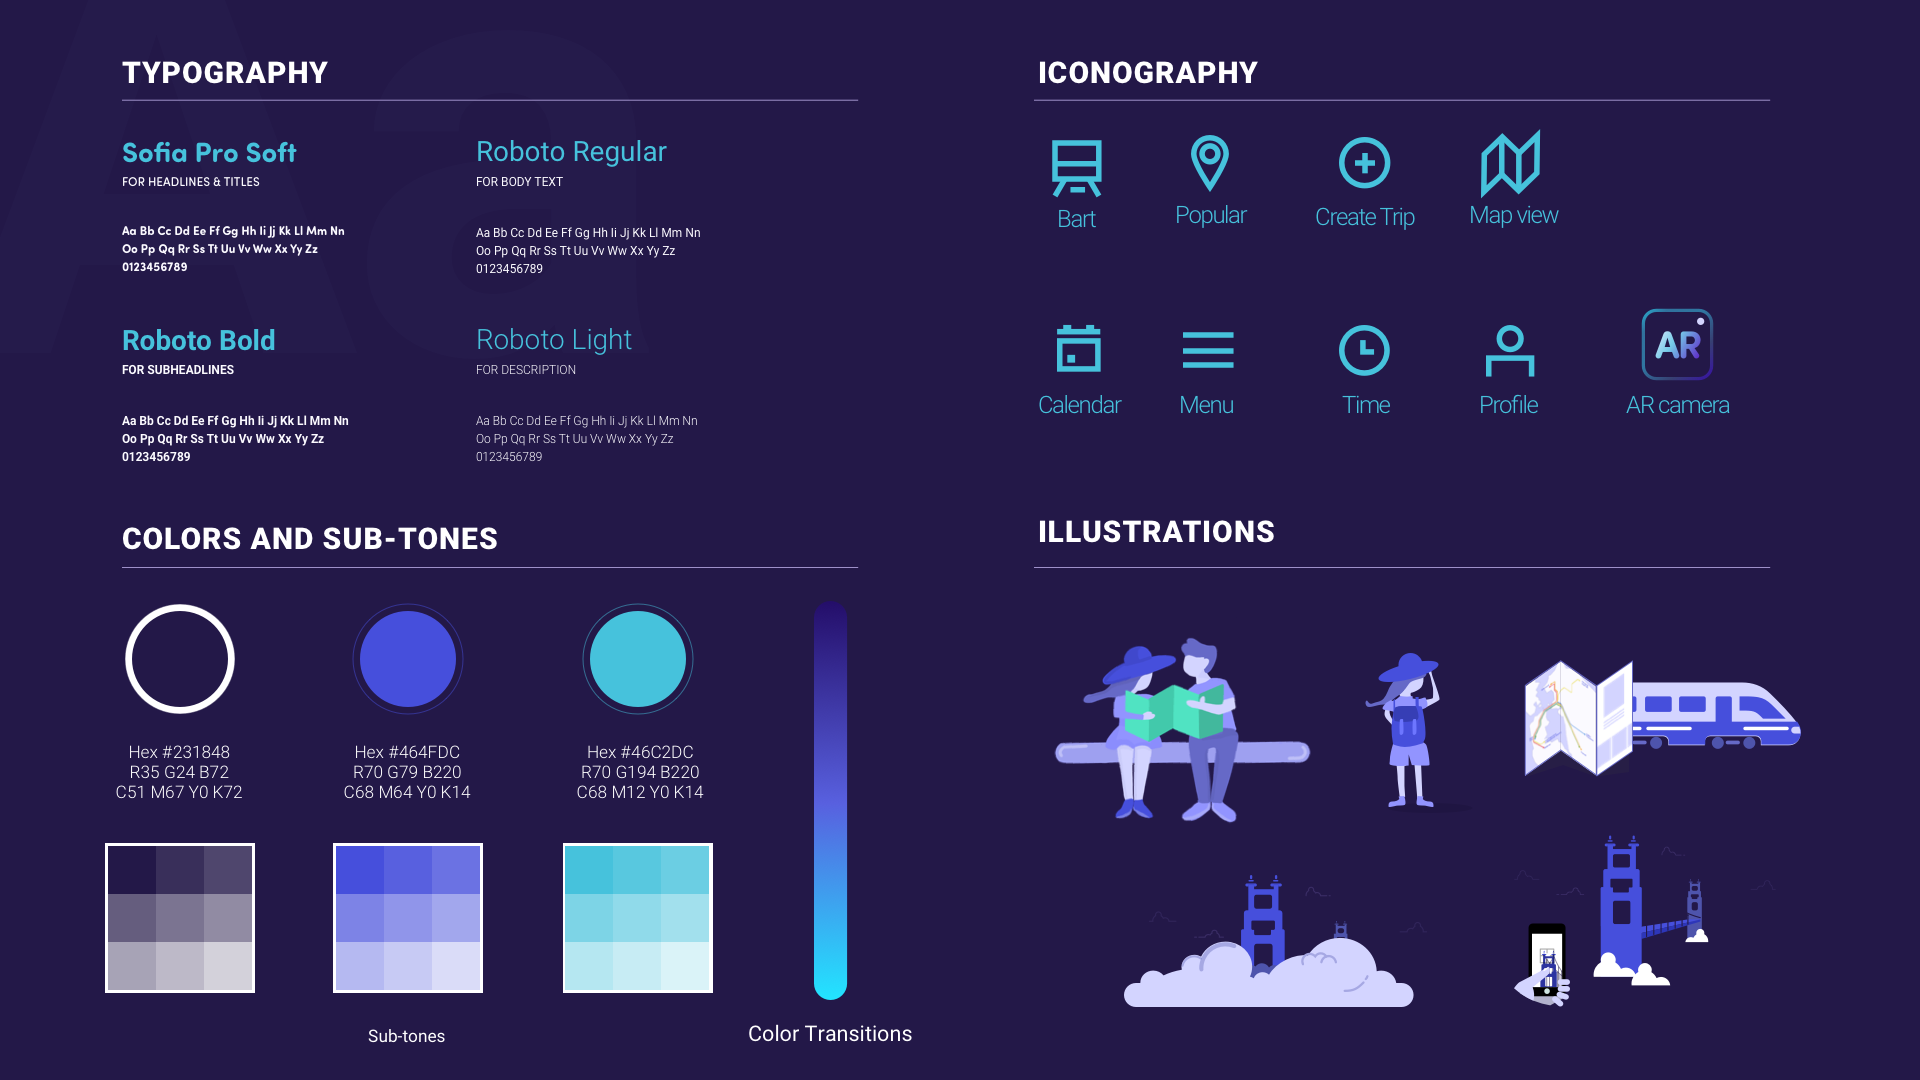 TYPOGRAPHY
Sofia Pro Soft
FOR HEADLINES & TITLES
Aa Bb Cc Dd Ee Ff Gg Hh Ii Jj Kk Ll Mm Nn
Oo Pp Qq Rr Ss Tt Uu Vv Ww Xx Yy Zz
0123456789
Roboto Regular
FOR BODY TEXT
Aa Bb Cc Dd Ee Ff Gg Hh Ii Jj Kk Ll Mm Nn
Oo Pp Qq Rr Ss Tt Uu Vv Ww Xx Yy Zz
0123456789
Roboto Bold
FOR SUBHEADLINES
Aa Bb Cc Dd Ee Ff Gg Hh Ii Jj Kk Ll Mm Nn
Oo Pp Qq Rr Ss Tt Uu Vv Ww Xx Yy Zz
0123456789
Roboto Light
FOR DESCRIPTION
Aa Bb Cc Dd Ee Ff Gg Hh Ii Jj Kk Ll Mm Nn
Oo Pp Qq Rr Ss Tt Uu Vv Ww Xx Yy Zz
0123456789
Aa
ICONOGRAPHY
Bart
Popular
Create Trip
Map view
Calendar
Menu
Time
Profile
AR
AR camera
COLORS AND SUB-TONES
Hex #231848
R35 G24 B72
C51 M67 Y0 K72
Hex #464FDC
R70 G79 B220
C68 M64 Y0 K14
Hex #46C2DC
R70 G194 B220
C68 M12 Y0 K14
Sub-tones
Color Transitions
ILLUSTRATIONS